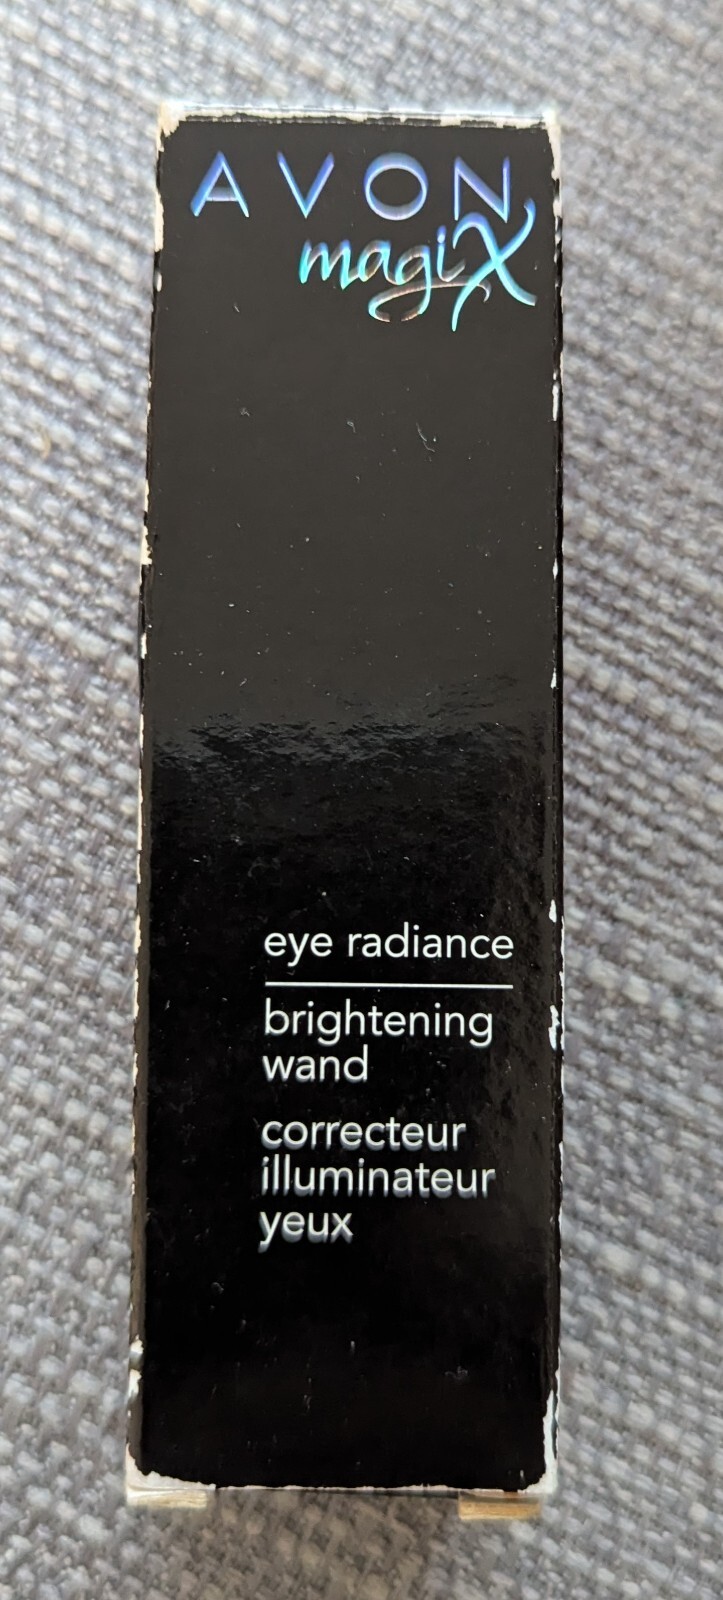 AVON
magiX
eye radiance
brightening
wand
correcteur
illuminateur
yeux